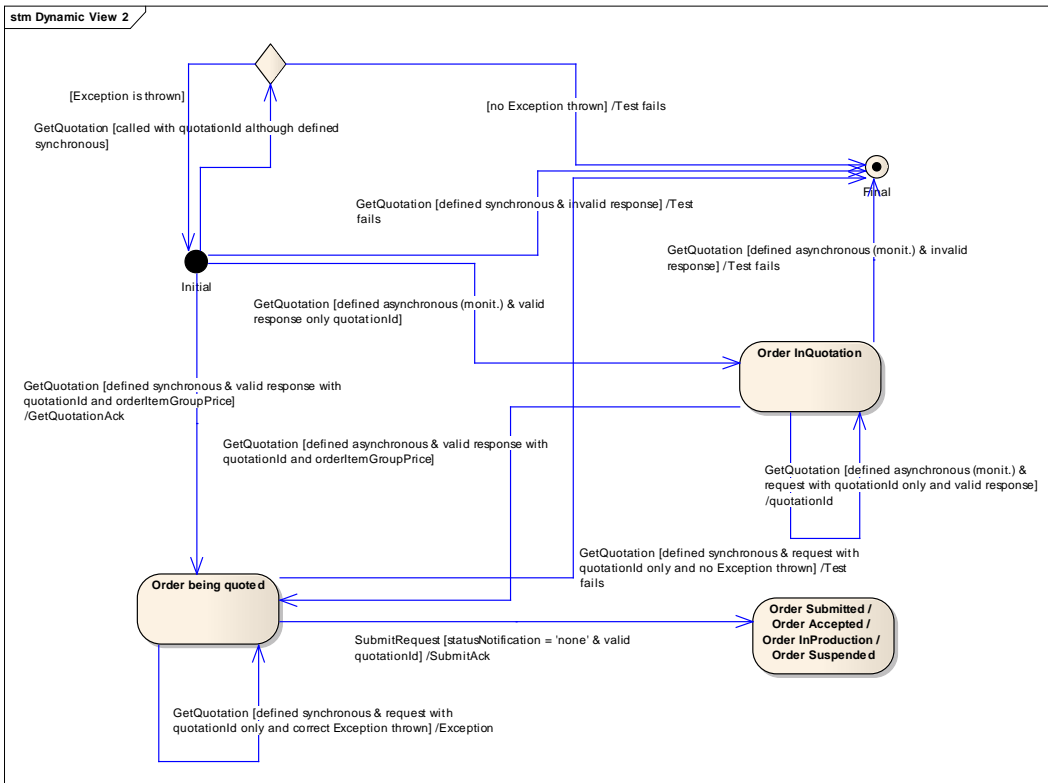 stm Dynamic View 2
[Exception is thrown]
[no Exception thrown] /Test fails
GetQuotation [called with quotationId although defined
synchronous]
Final
GetQuotation [defined synchronous & invalid response] /Test
fails
GetQuotation [defined asynchronous (monit.) & invalid
response] /Test fails
Initial
GetQuotation [defined asynchronous (monit.) & valid
response only quotationId]
Order InQuotation
GetQuotation [defined synchronous & valid response with
quotationId and orderItemGroupPrice]
/GetQuotationAck
GetQuotation [defined asynchronous & valid response with
quotationId and orderItemGroupPrice]
GetQuotation [defined asynchronous (monit.) &
request with quotationId only and valid response]
/quotationId
GetQuotation [defined synchronous & request with
quotationId only and no Exception thrown] /Test
fails
Order being quoted
Order Submitted /
Order Accepted /
Order InProduction /
Order Suspended
SubmitRequest [statusNotification = 'none' & valid
quotationId] /SubmitAck
GetQuotation [defined synchronous & request with
quotationId only and correct Exception thrown] /Exception